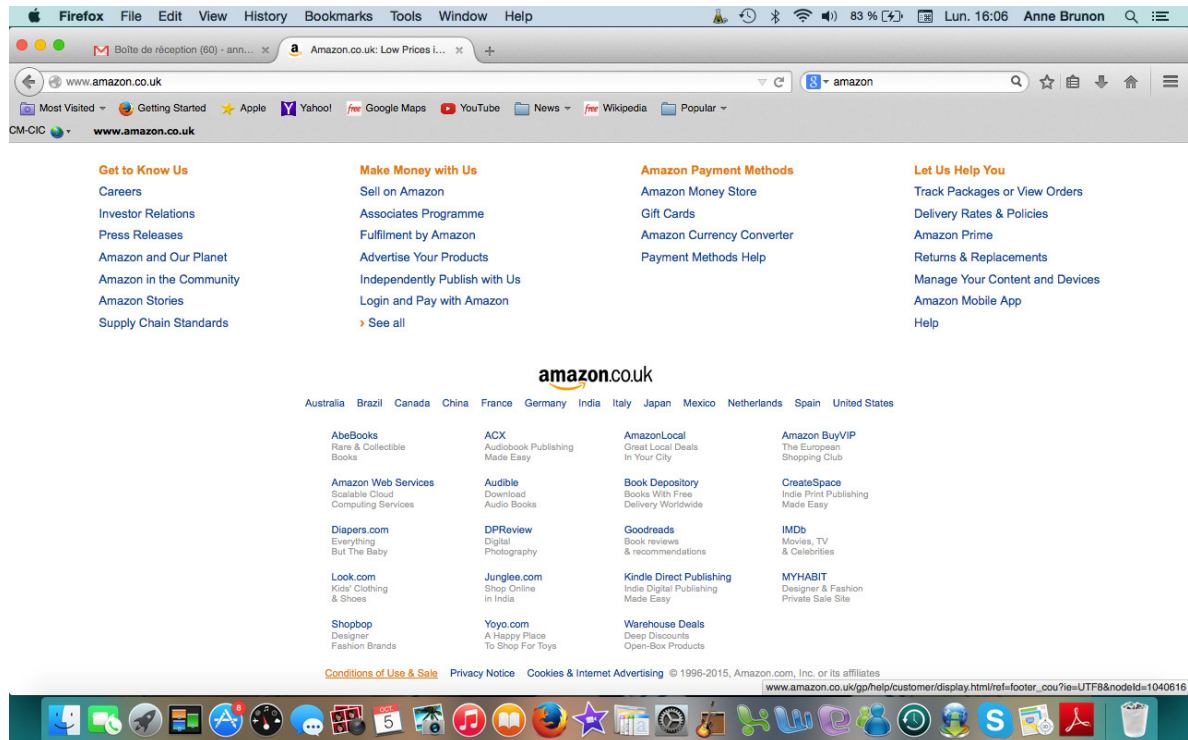 Firefox File Edit View History Bookmarks Tools Window Help 83 % Lun. 16:06 Anne Brunon
Boîte de réception (60) - ann... Amazon.co.uk: Low Prices i...
www.amazon.co.uk 8 amazon
Most Visited Getting Started Apple Y Yahoo! free Google Maps YouTube News free Wikipedia Popular
CM-CIC www.amazon.co.uk
Get to Know Us
Careers
Investor Relations
Press Releases
Amazon and Our Planet
Amazon in the Community
Amazon Stories
Supply Chain Standards
Make Money with Us
Sell on Amazon
Associates Programme
Fulfilment by Amazon
Advertise Your Products
Independently Publish with Us
Login and Pay with Amazon
› See all
Amazon Payment Methods
Amazon Money Store
Gift Cards
Amazon Currency Converter
Payment Methods Help
Let Us Help You
Track Packages or View Orders
Delivery Rates & Policies
Amazon Prime
Returns & Replacements
Manage Your Content and Devices
Amazon Mobile App
Help
amazon.co.uk
Australia Brazil Canada China France Germany India Italy Japan Mexico Netherlands Spain United States
AbeBooks
Rare & Collectible
Books
ACX
Audiobook Publishing
Made Easy
AmazonLocal
Great Local Deals
In Your City
Amazon BuyVIP
The European
Shopping Club
Amazon Web Services
Scalable Cloud
Computing Services
Audible
Download
Audio Books
Book Depository
Books With Free
Delivery Worldwide
CreateSpace
Indie Print Publishing
Made Easy
Diapers.com
Everything
But The Baby
DPReview
Digital
Photography
Goodreads
Book reviews
& recommendations
IMDb
Movies, TV
& Celebrities
Look.com
Kids' Clothing
& Shoes
Junglee.com
Shop Online
in India
Kindle Direct Publishing
Indie Digital Publishing
Made Easy
MYHABIT
Designer & Fashion
Private Sale Site
Shopbop
Designer
Fashion Brands
Yoyo.com
A Happy Place
To Shop For Toys
Warehouse Deals
Deep Discounts
Open-Box Products
Conditions of Use & Sale Privacy Notice Cookies & Internet Advertising © 1996-2015, Amazon.com, Inc. or its affiliates
www.amazon.co.uk/gp/help/customer/display.html/ref=footer_cou?ie=UTF8&nodeId=1040616
8
OCT
5